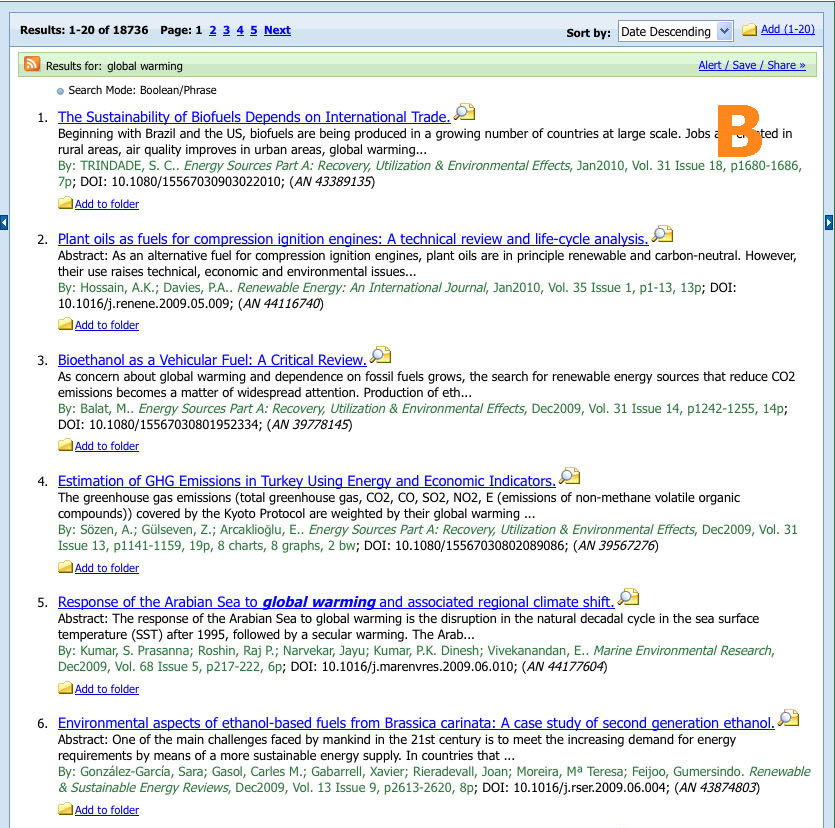 Results: 1-20 of 18736 Page: 1 2 3 4 5 Next Sort by: Date Descending Add (1-20)
Results for: global warming Alert / Save / Share »
Search Mode: Boolean/Phrase
1. The Sustainability of Biofuels Depends on International Trade.
B
Beginning with Brazil and the US, biofuels are being produced in a growing number of countries at large scale. Jobs in
rural areas, air quality improves in urban areas, global warming...
By: TRINDADE, S. C.. Energy Sources Part A: Recovery, Utilization & Environmental Effects, Jan2010, Vol. 31 Issue 18, p1680-1686,
7p; DOI: 10.1080/15567030903022010; (AN 43389135)
Add to folder
2. Plant oils as fuels for compression ignition engines: A technical review and life-cycle analysis.
Abstract: As an alternative fuel for compression ignition engines, plant oils are in principle renewable and carbon-neutral. However,
their use raises technical, economic and environmental issues...
By: Hossain, A.K.; Davies, P.A.. Renewable Energy: An International Journal, Jan2010, Vol. 35 Issue 1, p1-13, 13p; DOI:
10.1016/j.renene.2009.05.009; (AN 44116740)
Add to folder
3. Bioethanol as a Vehicular Fuel: A Critical Review.
As concern about global warming and dependence on fossil fuels grows, the search for renewable energy sources that reduce CO2
emissions becomes a matter of widespread attention. Production of eth...
By: Balat, M.. Energy Sources Part A: Recovery, Utilization & Environmental Effects, Dec2009, Vol. 31 Issue 14, p1242-1255, 14p;
DOI: 10.1080/15567030801952334; (AN 39778145)
Add to folder
4. Estimation of GHG Emissions in Turkey Using Energy and Economic Indicators.
The greenhouse gas emissions (total greenhouse gas, CO2, CO, SO2, NO2, E (emissions of non-methane volatile organic
compounds)) covered by the Kyoto Protocol are weighted by their global warming ...
By: Sözen, A.; Gülseven, Z.; Arcaklioğlu, E.. Energy Sources Part A: Recovery, Utilization & Environmental Effects, Dec2009, Vol. 31
Issue 13, p1141-1159, 19p, 8 charts, 8 graphs, 2 bw; DOI: 10.1080/15567030802089086; (AN 39567276)
Add to folder
5. Response of the Arabian Sea to global warming and associated regional climate shift.
Abstract: The response of the Arabian Sea to global warming is the disruption in the natural decadal cycle in the sea surface
temperature (SST) after 1995, followed by a secular warming. The Arab...
By: Kumar, S. Prasanna; Roshin, Raj P.; Narvekar, Jayu; Kumar, P.K. Dinesh; Vivekanandan, E.. Marine Environmental Research,
Dec2009, Vol. 68 Issue 5, p217-222, 6p; DOI: 10.1016/j.marenvres.2009.06.010; (AN 44177604)
Add to folder
6. Environmental aspects of ethanol-based fuels from Brassica carinata: A case study of second generation ethanol.
Abstract: One of the main challenges faced by mankind in the 21st century is to meet the increasing demand for energy
requirements by means of a more sustainable energy supply. In countries that ...
By: González-García, Sara; Gasol, Carles M.; Gabarrell, Xavier; Rieradevall, Joan; Moreira, Mª Teresa; Feijoo, Gumersindo. Renewable
& Sustainable Energy Reviews, Dec2009, Vol. 13 Issue 9, p2613-2620, 8p; DOI: 10.1016/j.rser.2009.06.004; (AN 43874803)
Add to folder